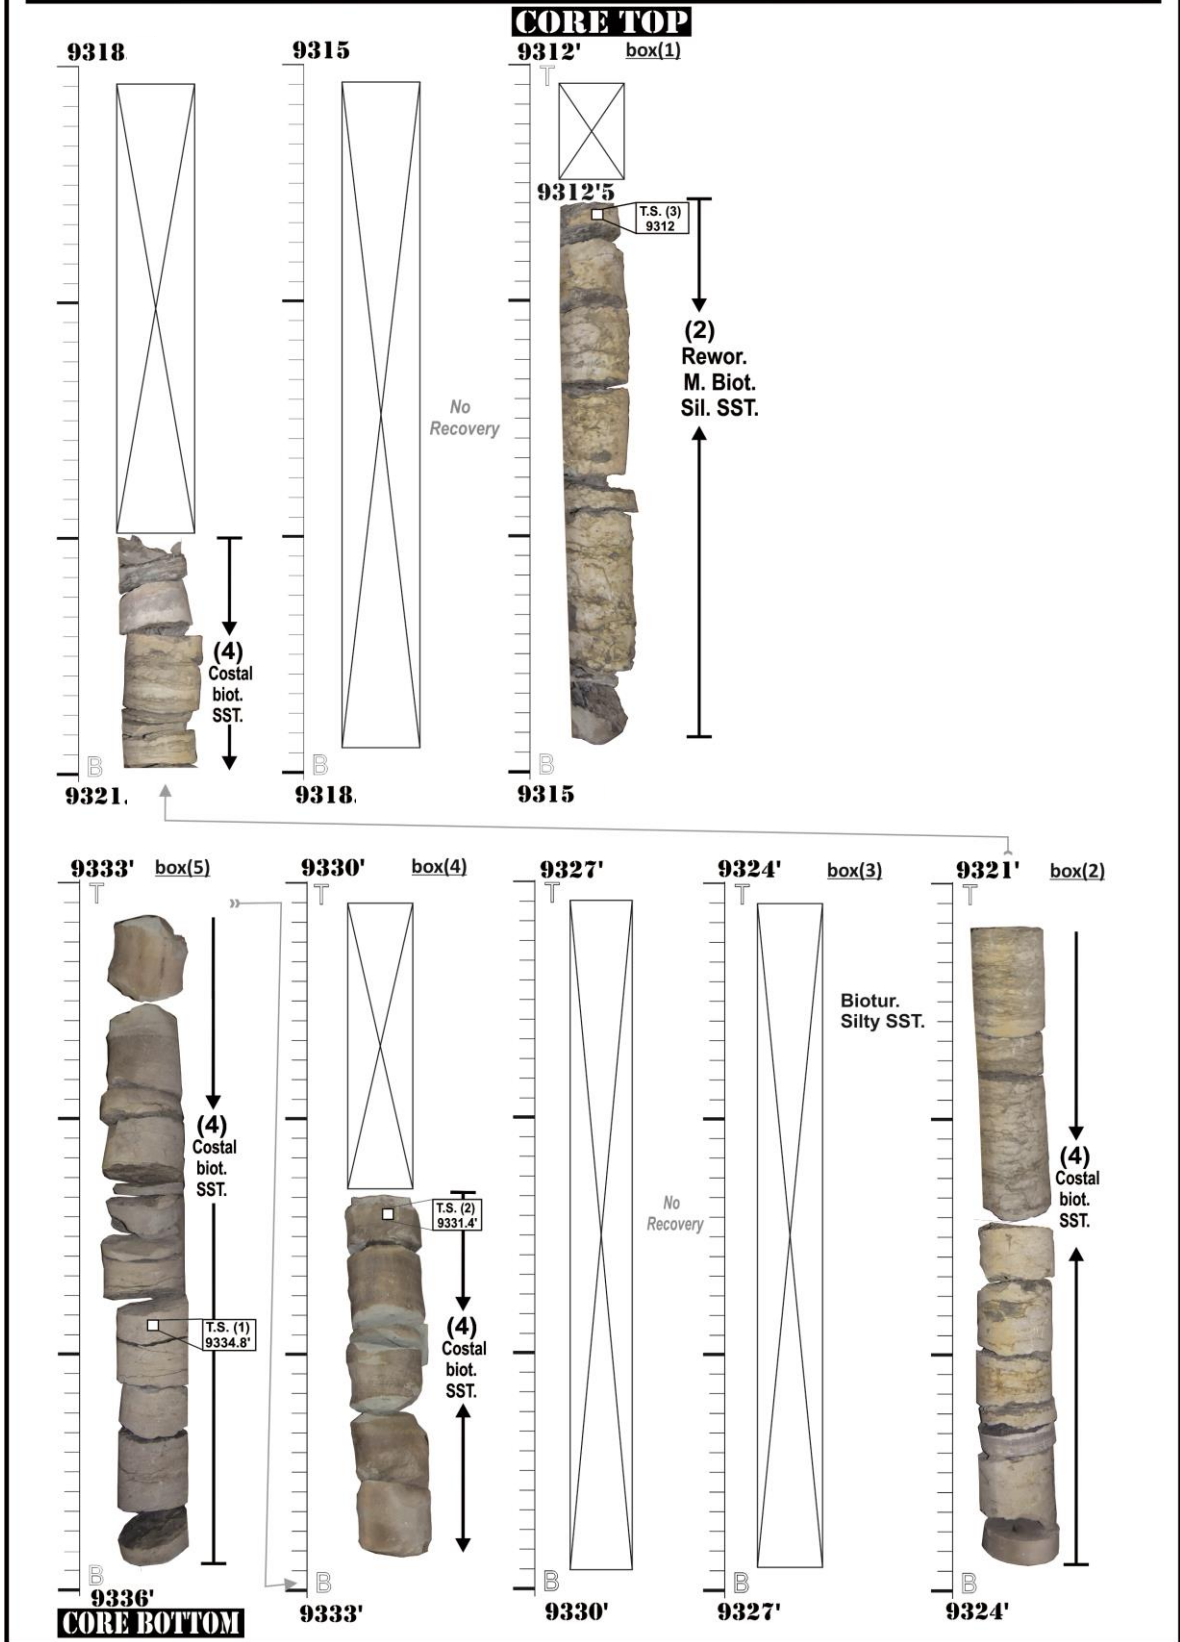 CORE TOP
9318.
9315
9312'
box(1)
T
9312'5
T.S. (3)
9312
(2)
Rewor.
M. Biot.
Sil. SST.
No
Recovery
(4)
Costal
biot.
SST.
B
B
B
9321.
9318.
9315
9333'
box(5)
9330'
box(4)
9327'
9324'
box(3)
9321'
box(2)
T
T
T
T
Biotur.
Silty SST.
(4)
Costal
biot.
SST.
(4)
Costal
biot.
SST.
T.S. (2)
9331.4'
No
Recovery
T.S. (1)
9334.8'
(4)
Costal
biot.
SST.
B
B
B
B
9336'
9333'
9330'
9327'
9324'
CORE BOTTOM